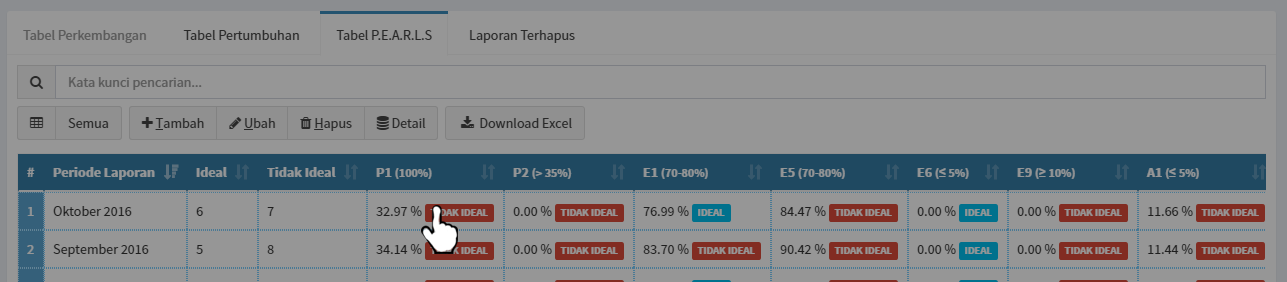 Tabel Perkembangan Tabel Pertumbuhan Tabel P.E.A.R.L.S Laporan Terhapus
Kata kunci pencarian...
Semua Tambah Ubah Hapus Detail Download Excel
# Periode Laporan Ideal Tidak Ideal P1 (100%) P2 (> 35%) E1 (70-80%) E5 (70-80%) E6 (≤ 5%) E9 (≥ 10%) A1 (≤ 5%)
1 Oktober 2016 6 7 32.97 % TIDAK IDEAL 0.00 % TIDAK IDEAL 76.99 % IDEAL 84.47 % TIDAK IDEAL 0.00 % IDEAL 0.00 % TIDAK IDEAL 11.66 % TIDAK IDEAL
2 September 2016 5 8 34.14 % TIDAK IDEAL 0.00 % TIDAK IDEAL 83.70 % TIDAK IDEAL 90.42 % TIDAK IDEAL 0.00 % IDEAL 0.00 % TIDAK IDEAL 11.44 % TIDAK IDEAL